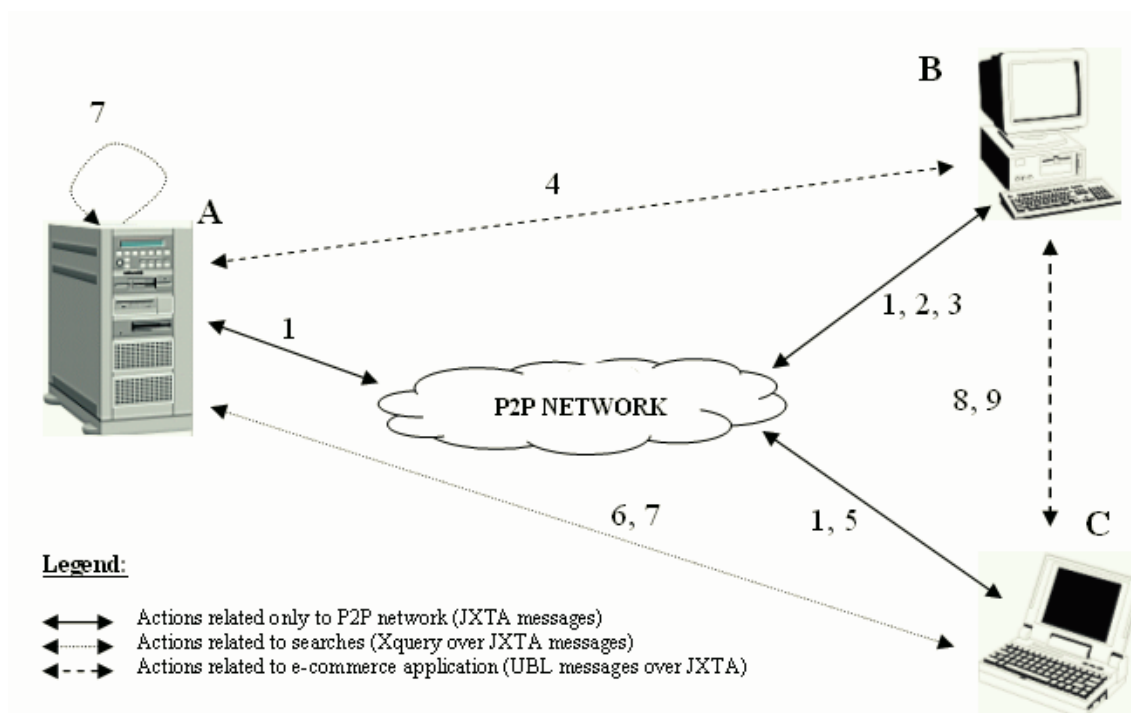 B
7
4
A
1, 2, 3
1
P2P NETWORK
8, 9
6, 7
1, 5
C
Legend:
Actions related only to P2P network (JXTA messages)
Actions related to searches (Xquery over JXTA messages)
Actions related to e-commerce application (UBL messages over JXTA)